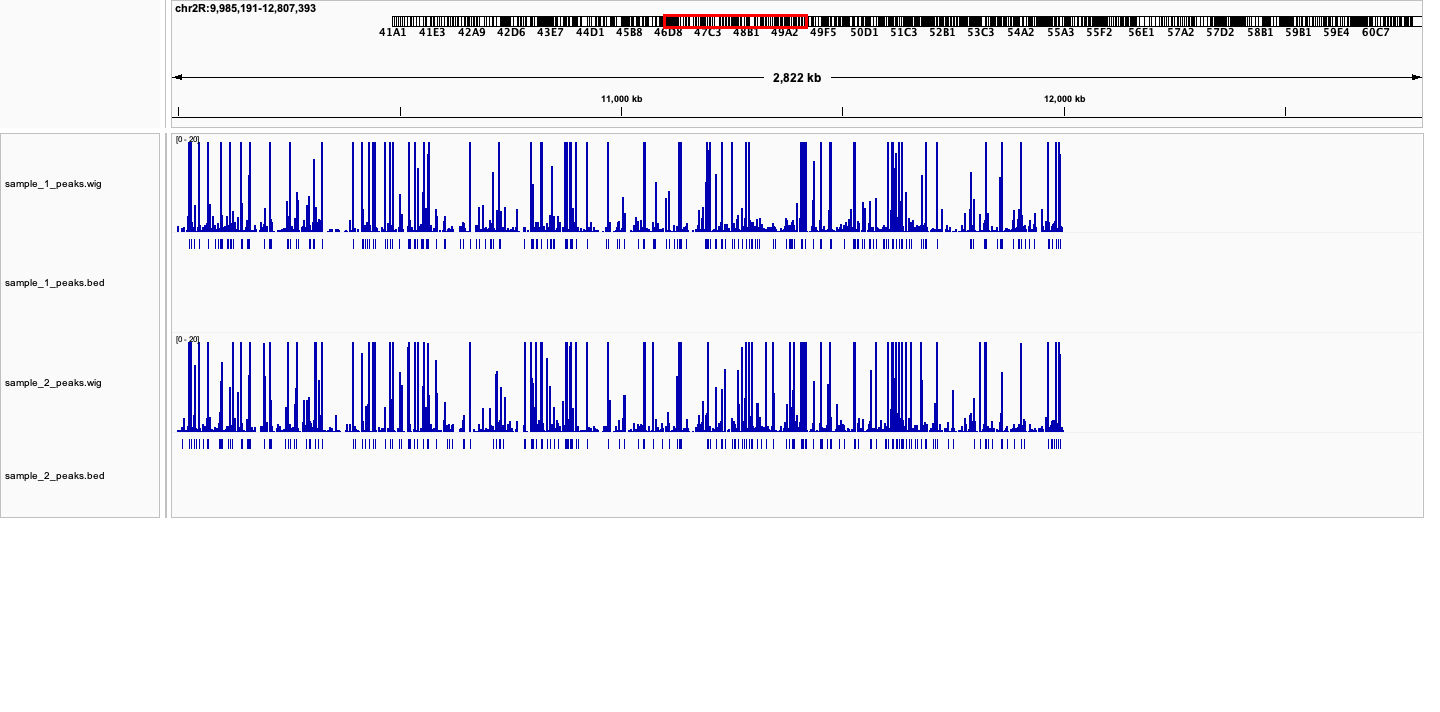 chr2R:9,985,191-12,807,393
41A1 41E3 42A9 42D6 43E7 44D1 45B8 46D8 47C3 48B1 49A2 49F5 50D1 51C3 52B1 53C3 54A2 55A3 55F2 56E1 57A2 57D2 58B1 59B1 59E4 60C7
2,822 kb
11,000 kb 12,000 kb
[0 - 20]
sample_1_peaks.wig
sample_1_peaks.bed
[0 - 20]
sample_2_peaks.wig
sample_2_peaks.bed